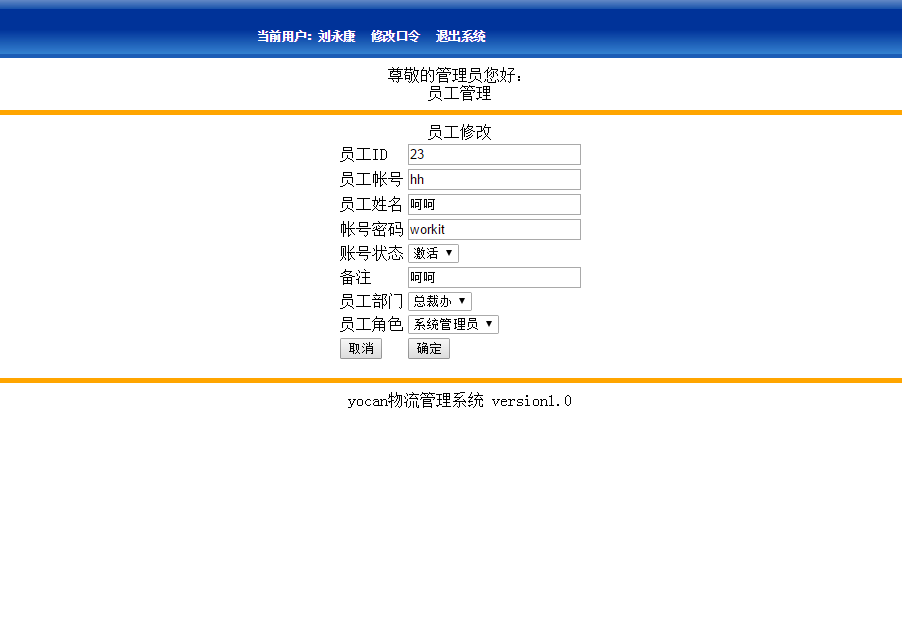 当前用户: 刘永康 修改口令 退出系统
尊敬的管理员您好:
员工管理
员工修改
员工ID 23
员工帐号 hh
员工姓名 呵呵
帐号密码 workit
账号状态 激活
备注 呵呵
员工部门 总裁办
员工角色 系统管理员
取消 确定
yocan物流管理系统 version1.0